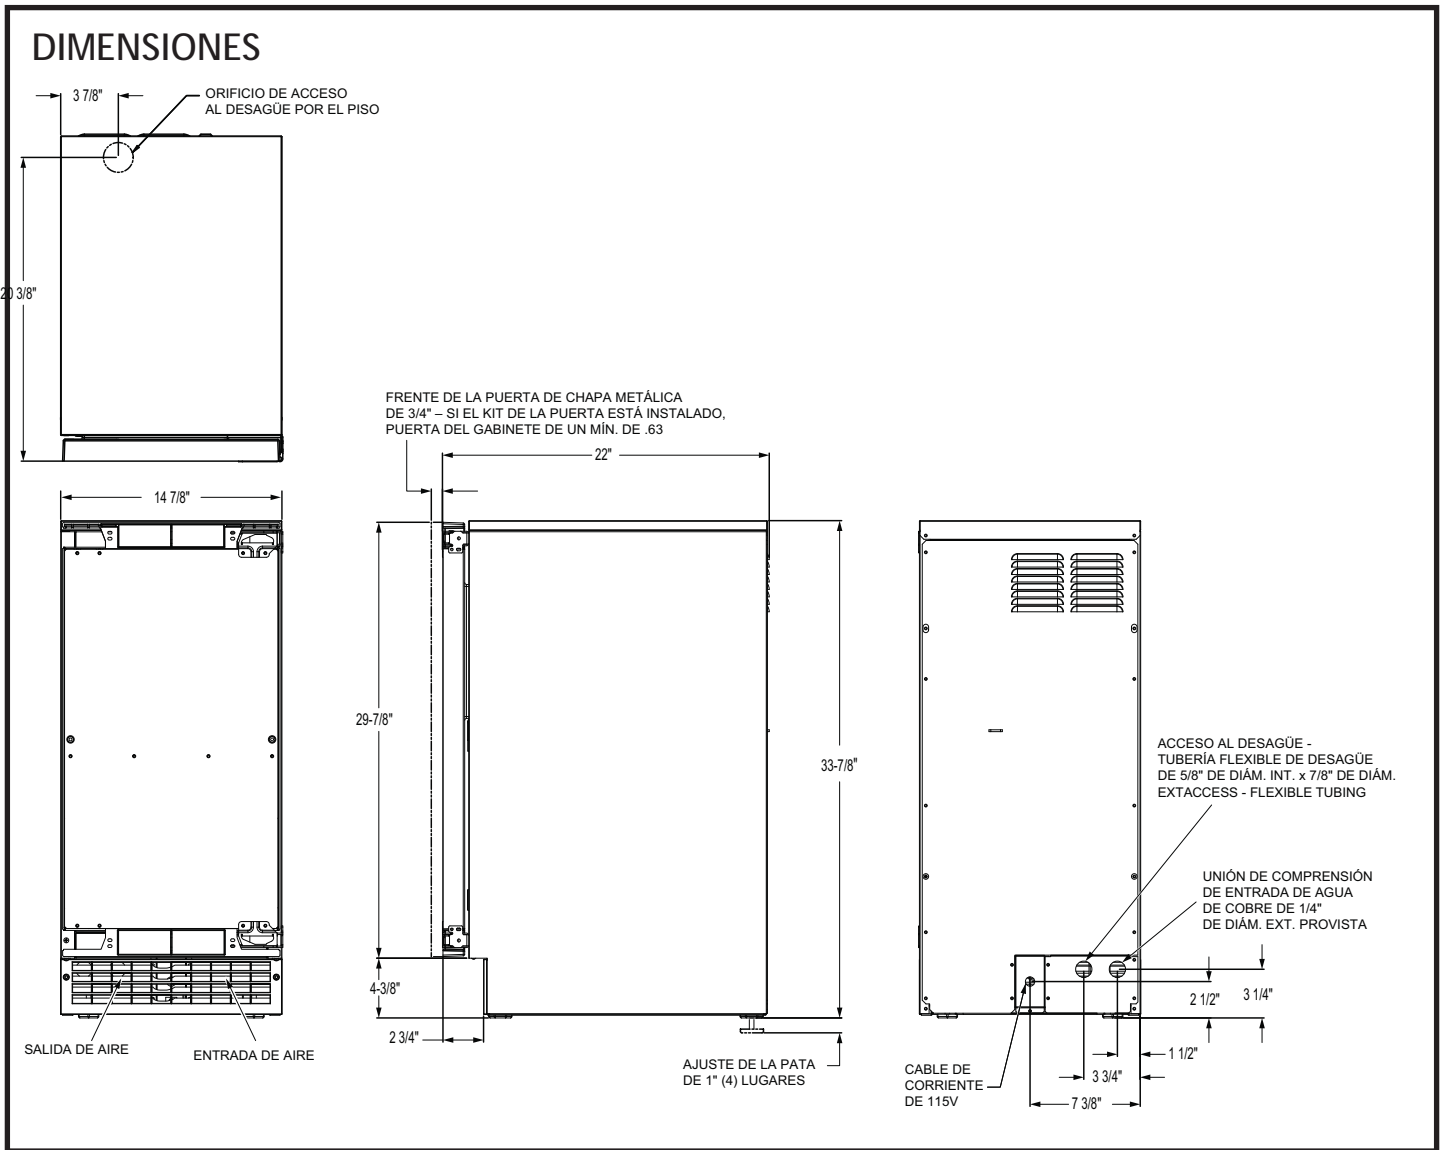 DIMENSIONES
3 7/8"
ORIFICIO DE ACCESO
AL DESAGÜE POR EL PISO
20 3/8"
FRENTE DE LA PUERTA DE CHAPA METÁLICA
DE 3/4" – SI EL KIT DE LA PUERTA ESTÁ INSTALADO,
PUERTA DEL GABINETE DE UN MÍN. DE .63
22"
14 7/8"
29-7/8"
33-7/8"
ACCESO AL DESAGÜE -
TUBERÍA FLEXIBLE DE DESAGÜE
DE 5/8" DE DIÁM. INT. x 7/8" DE DIÁM.
EXTACCESS - FLEXIBLE TUBING
UNIÓN DE COMPRENSIÓN
DE ENTRADA DE AGUA
DE COBRE DE 1/4"
DE DIÁM. EXT. PROVISTA
4-3/8"
2 1/2"
3 1/4"
2 3/4"
SALIDA DE AIRE
ENTRADA DE AIRE
AJUSTE DE LA PATA
DE 1" (4) LUGARES
CABLE DE
CORRIENTE
DE 115V
1 1/2"
3 3/4"
7 3/8"